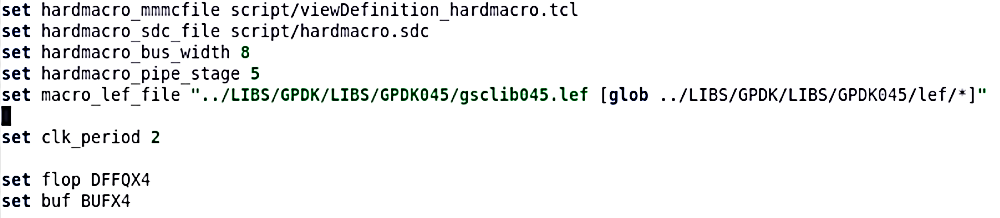 set hardmacro_mmmcfile script/viewDefinition_hardmacro.tcl
set hardmacro_sdc_file script/hardmacro.sdc
set hardmacro_bus_width 8
set hardmacro_pipe_stage 5
set macro_lef_file "../LIBS/GPDK/LIBS/GPDK045/gsclib045.lef [glob ../LIBS/GPDK/LIBS/GPDK045/lef/*]"
set clk_period 2
set flop DFFQX4
set buf BUFX4